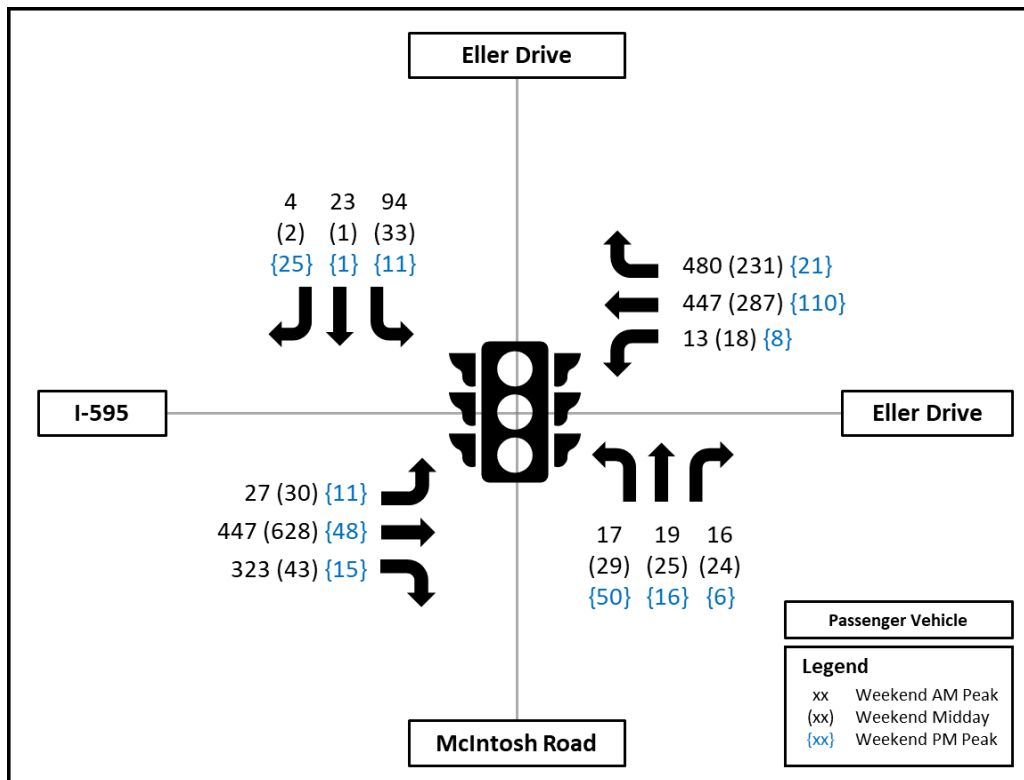 Eller Drive
4 23 94
(2) (1) (33)
{25} {1} {11}
480 (231) {21}
447 (287) {110}
13 (18) {8}
I-595
Eller Drive
27 (30) {11}
447 (628) {48}
323 (43) {15}
17 19 16
(29) (25) (24)
{50} {16} {6}
Passenger Vehicle
Legend
xx Weekend AM Peak
(xx) Weekend Midday
{xx} Weekend PM Peak
McIntosh Road